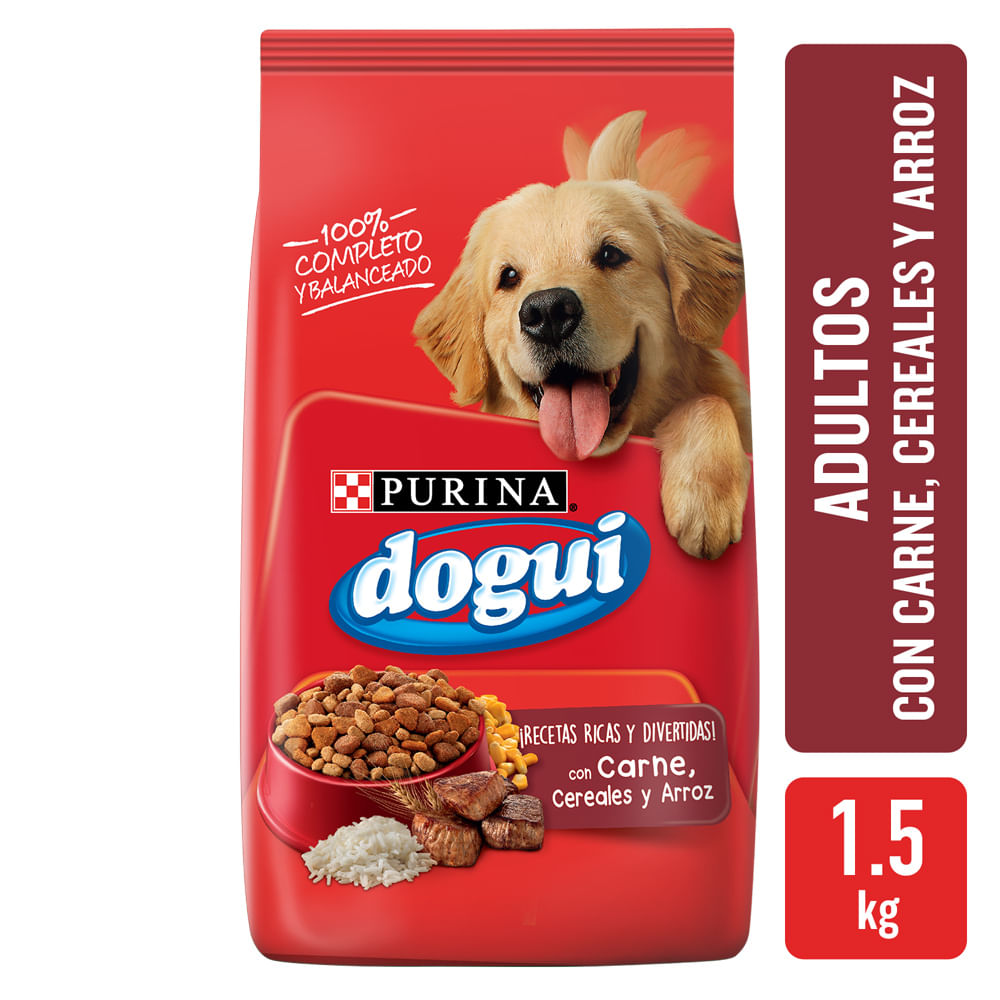 100%
COMPLETO
Y BALANCEADO
PURINA®
dogui
¡RECETAS RICAS Y DIVERTIDAS!
con Carne,
Cereales y Arroz
ADULTOS
CON CARNE, CEREALES Y ARROZ
1.5
kg